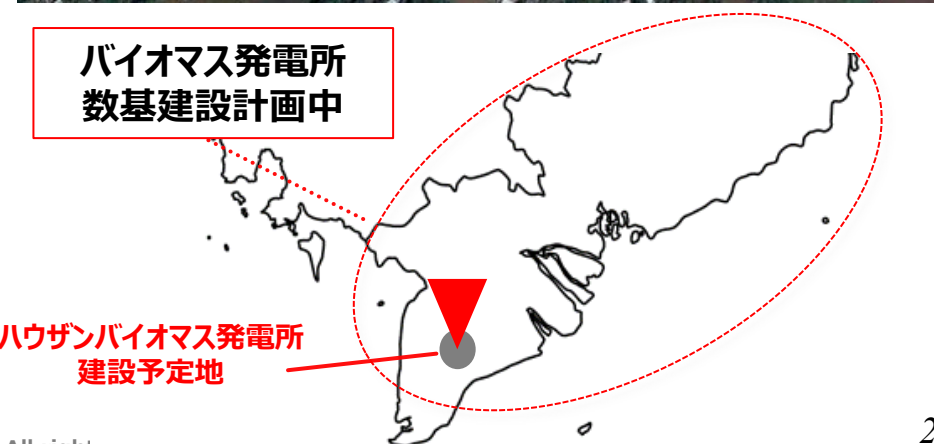 バイオマス発電所
数基建設計画中
ハウザンバイオマス発電所
建設予定地
2